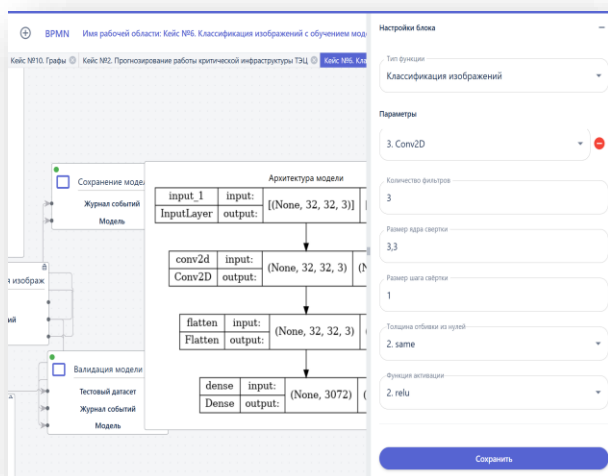 BPMN
Имя рабочей области: Кейс №6. Классификация изображений с обучением
Кейс №10. Графы
Кейс №2. Прогнозирование работы критической инфраструктуры ТЭЦ
Кейс №6.
Сохранение
Журнал событий
Модель
Валидация модели
Тестовый датасет
Журнал событий
Модель
Архитектура модели
input_1 input: [(None, 32, 32, 3)]
InputLayer output:
conv2d input: (None, 32, 32, 3)
Conv2D output:
flatten input: (None, 32, 32, 3)
Flatten output:
dense input: (None, 3072)
Dense output:
Настройки блока
Тип функции
Классификация изображений
Параметры
3. Conv2D
Количество фильтров
3
Размер ядра свертки
3,3
Размер шага свёртки
1
Толщина отбивки из нулей
2. same
Функция активации
2. relu
Сохранить